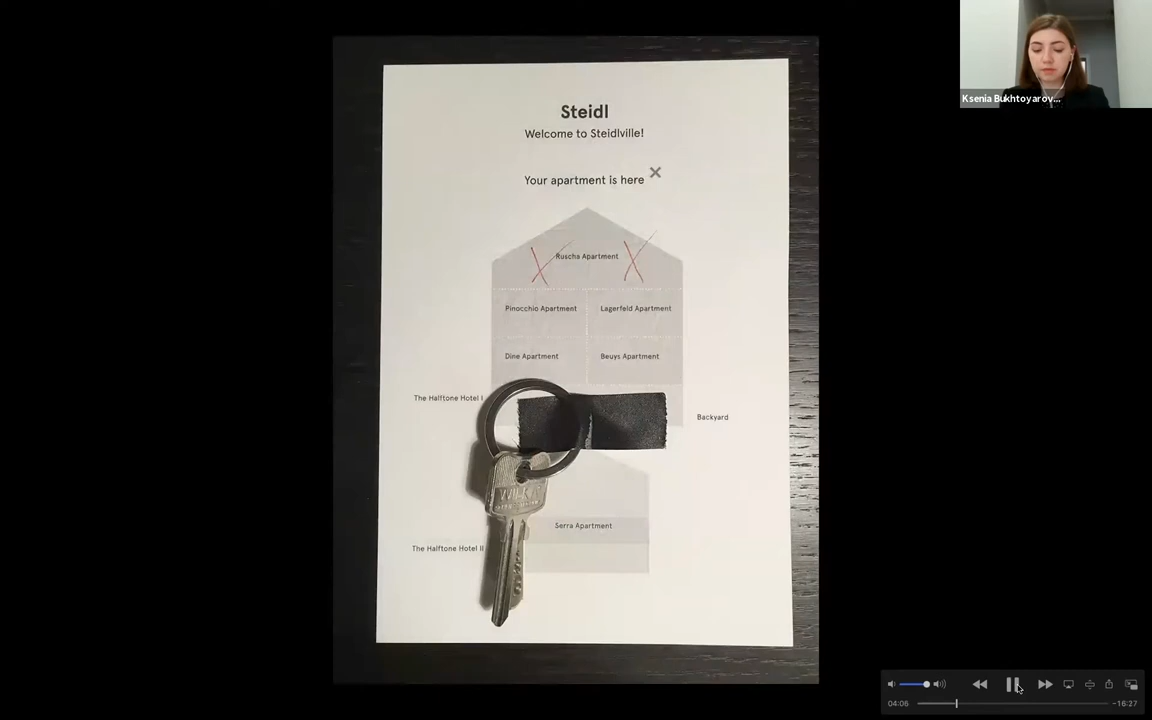 Ksenia Bukhtoyarov...
Steidl
Welcome to Steidlville!
Your apartment is here
Ruscha Apartment
Pinocchio Apartment
Lagerfeld Apartment
Dine Apartment
Beuys Apartment
The Halftone Hotel I
Backyard
WILKA
Serra Apartment
The Halftone Hotel II
04:06
-16:27